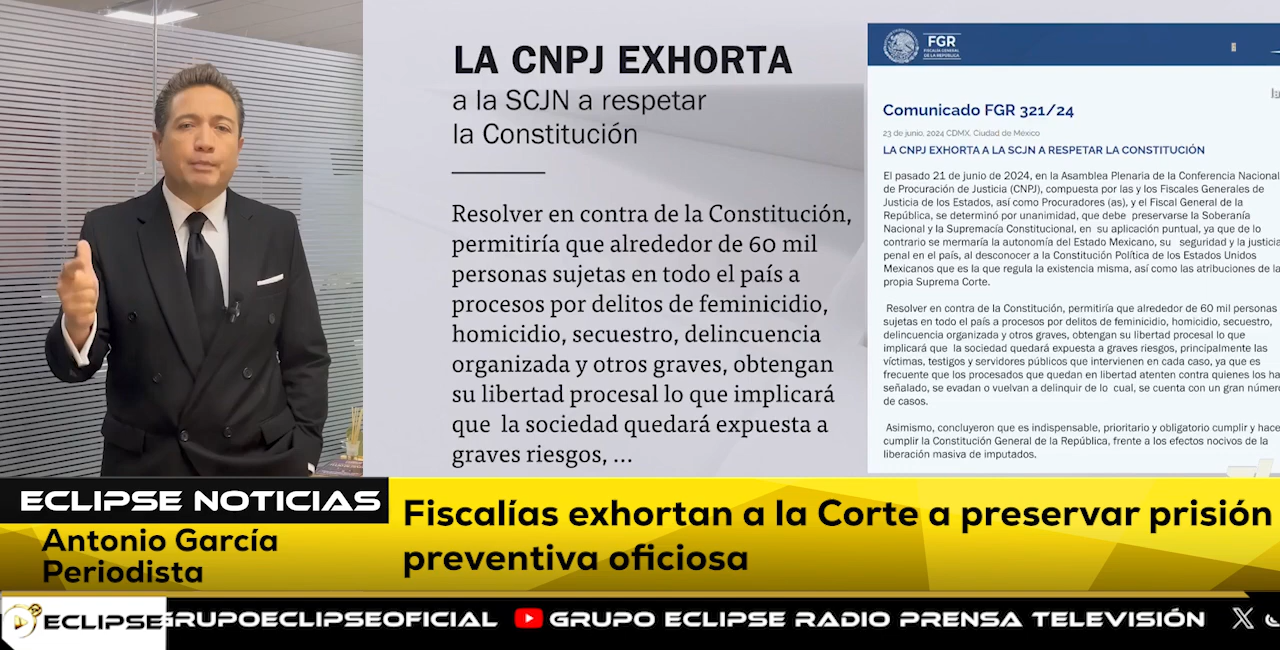 LA CNPJ EXHORTA
a la SCJN a respetar
la Constitución
Resolver en contra de la Constitución,
permitiría que alrededor de 60 mil
personas sujetas en todo el país a
procesos por delitos de feminicidio,
homicidio, secuestro, delincuencia
organizada y otros graves, obtengan
su libertad procesal lo que implicará
que la sociedad quedará expuesta a
graves riesgos, ...
FGR
FISCALÍA GENERAL
DE LA REPÚBLICA
Comunicado FGR 321/24
23 de junio, 2024 CDMX, Ciudad de México
LA CNPJ EXHORTA A LA SCJN A RESPETAR LA CONSTITUCIÓN
El pasado 21 de junio de 2024, en la Asamblea Plenaria de la Conferencia Nacional
de Procuración de Justicia (CNPJ), compuesta por las y los Fiscales Generales de
Justicia de los Estados, así como Procuradores (as), y el Fiscal General de la
República, se determinó por unanimidad, que debe preservarse la Soberanía
Nacional y la Supremacía Constitucional, en su aplicación puntual, ya que de lo
contrario se mermaría la autonomía del Estado Mexicano, su seguridad y la justicia
penal en el país, al desconocer a la Constitución Política de los Estados Unidos
Mexicanos que es la que regula la existencia misma, así como las atribuciones de la
propia Suprema Corte.
Resolver en contra de la Constitución, permitiría que alrededor de 60 mil personas
sujetas en todo el país a procesos por delitos de feminicidio, homicidio, secuestro,
delincuencia organizada y otros graves, obtengan su libertad procesal lo que
implicará que la sociedad quedará expuesta a graves riesgos, principalmente las
víctimas, testigos y servidores públicos que intervienen en cada caso, ya que es
frecuente que los procesados que quedan en libertad atenten contra quienes los ha
señalado, se evadan o vuelvan a delinquir de lo cual, se cuenta con un gran número
de casos.
Asimismo, concluyeron que es indispensable, prioritario y obligatorio cumplir y hace
cumplir la Constitución General de la República, frente a los efectos nocivos de la
liberación masiva de imputados.
ECLIPSE NOTICIAS
Antonio García
Periodista
Fiscalías exhortan a la Corte a preservar prisión
preventiva oficiosa
ECLIPSE GRUPOECLIPSEOFICIAL GRUPO ECLIPSE RADIO PRENSA TELEVISIÓN